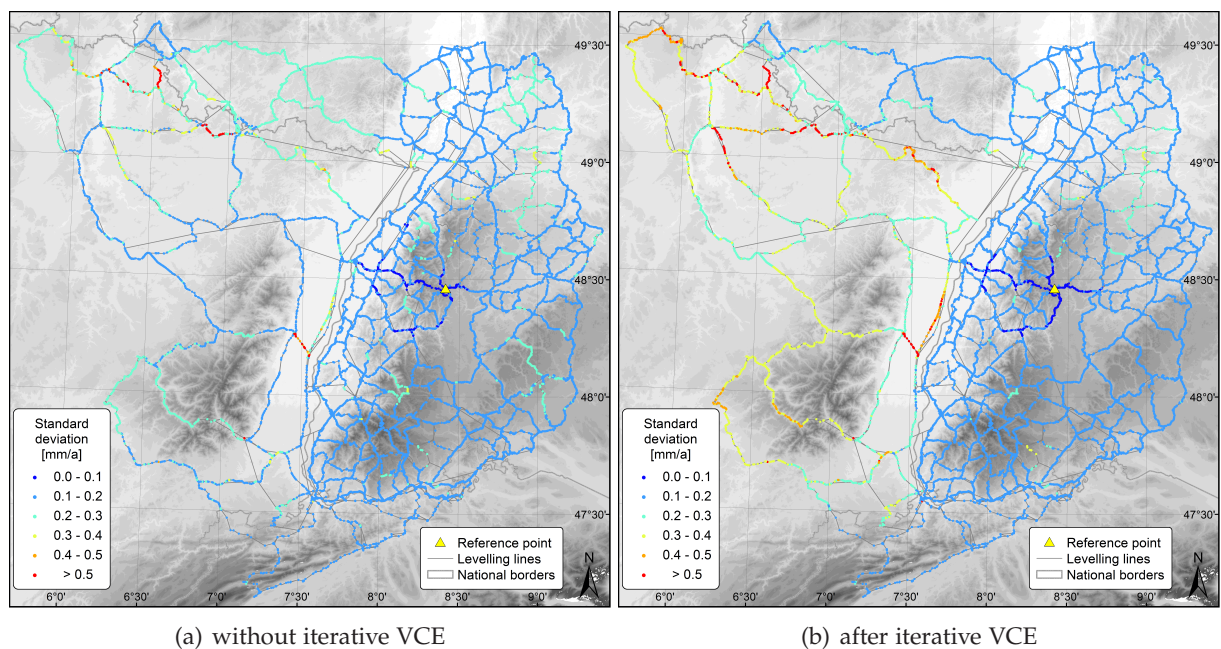 49°30'
49°0'
48°30'
48°0'
47°30'
Standard
deviation
[mm/a]
0.0 - 0.1
0.1 - 0.2
0.2 - 0.3
0.3 - 0.4
0.4 - 0.5
> 0.5
Reference point
Levelling lines
National borders
N
6°0'
6°30'
7°0'
7°30'
8°0'
8°30'
9°0'
(a) without iterative VCE
49°30'
49°0'
48°30'
48°0'
47°30'
Standard
deviation
[mm/a]
0.0 - 0.1
0.1 - 0.2
0.2 - 0.3
0.3 - 0.4
0.4 - 0.5
> 0.5
Reference point
Levelling lines
National borders
N
6°0'
6°30'
7°0'
7°30'
8°0'
8°30'
9°0'
(b) after iterative VCE